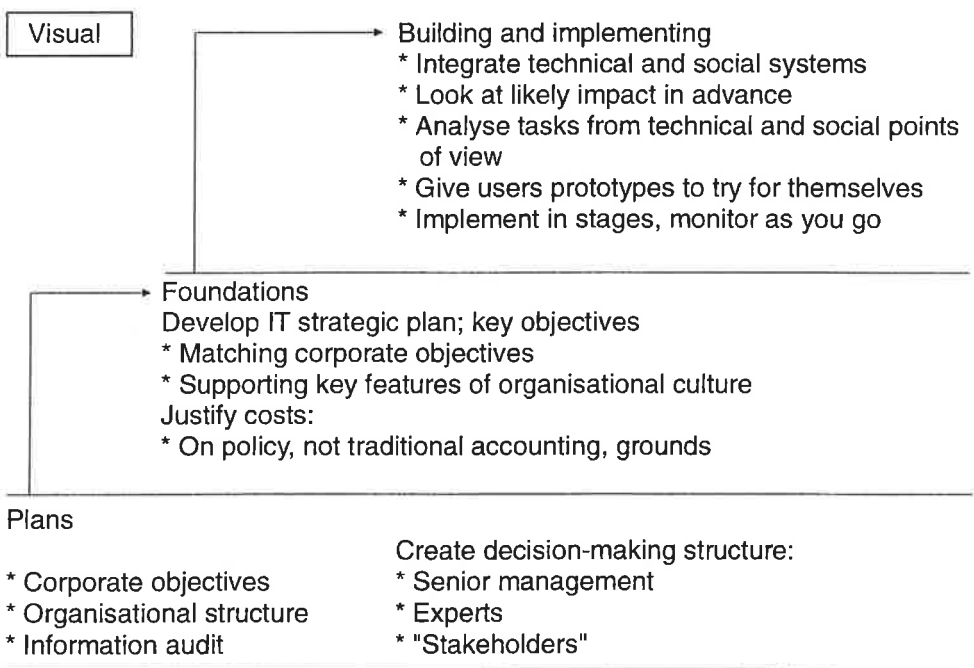 Visual
Building and implementing
* Integrate technical and social systems
* Look at likely impact in advance
* Analyse tasks from technical and social points
of view
* Give users prototypes to try for themselves
* Implement in stages, monitor as you go
Foundations
Develop IT strategic plan; key objectives
* Matching corporate objectives
* Supporting key features of organisational culture
Justify costs:
* On policy, not traditional accounting, grounds
Plans
* Corporate objectives
* Organisational structure
* Information audit
Create decision-making structure:
* Senior management
* Experts
* "Stakeholders"